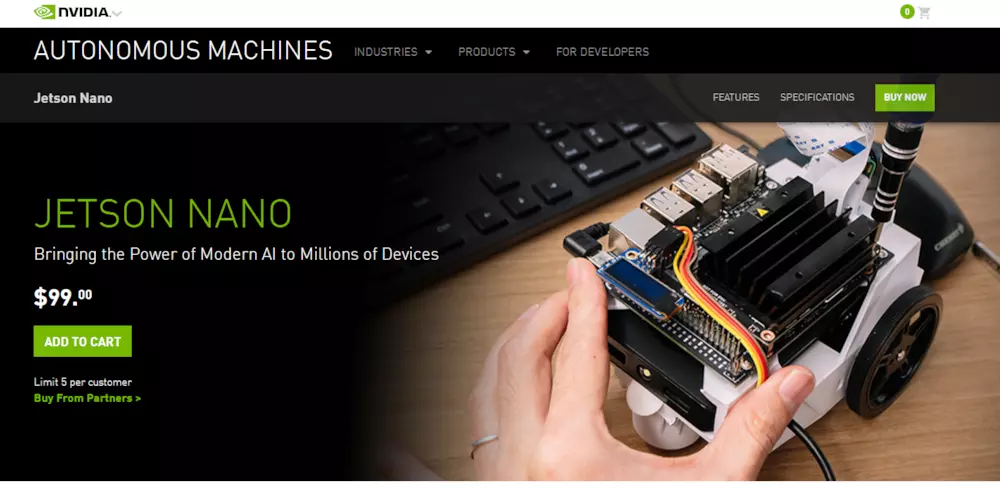 NVIDIA.
0
AUTONOMOUS MACHINES INDUSTRIES PRODUCTS FOR DEVELOPERS
Jetson Nano FEATURES SPECIFICATIONS BUY NOW
JETSON NANO
Bringing the Power of Modern AI to Millions of Devices
$99.00
ADD TO CART
Limit 5 per customer
Buy From Partners >
CHERRY